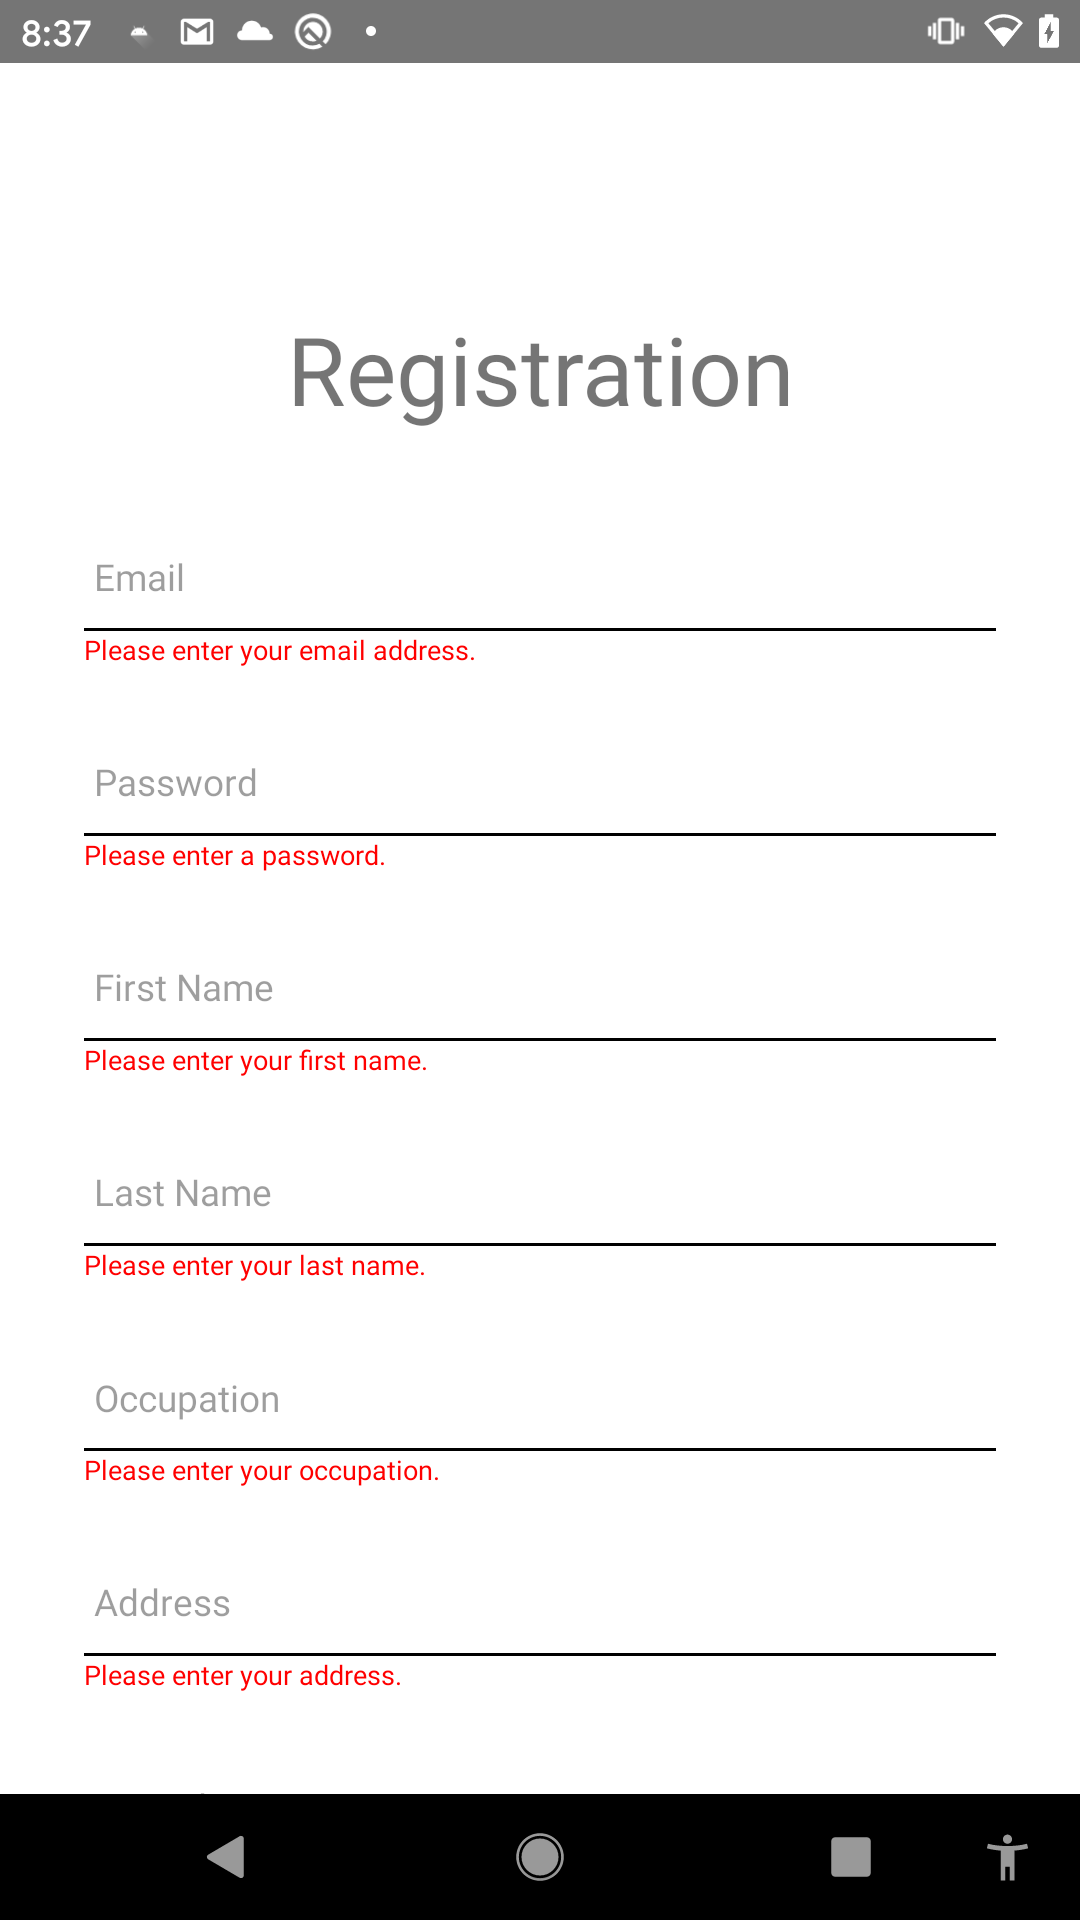 8:37
Registration
Email
Please enter your email address.
Password
Please enter a password.
First Name
Please enter your first name.
Last Name
Please enter your last name.
Occupation
Please enter your occupation.
Address
Please enter your address.